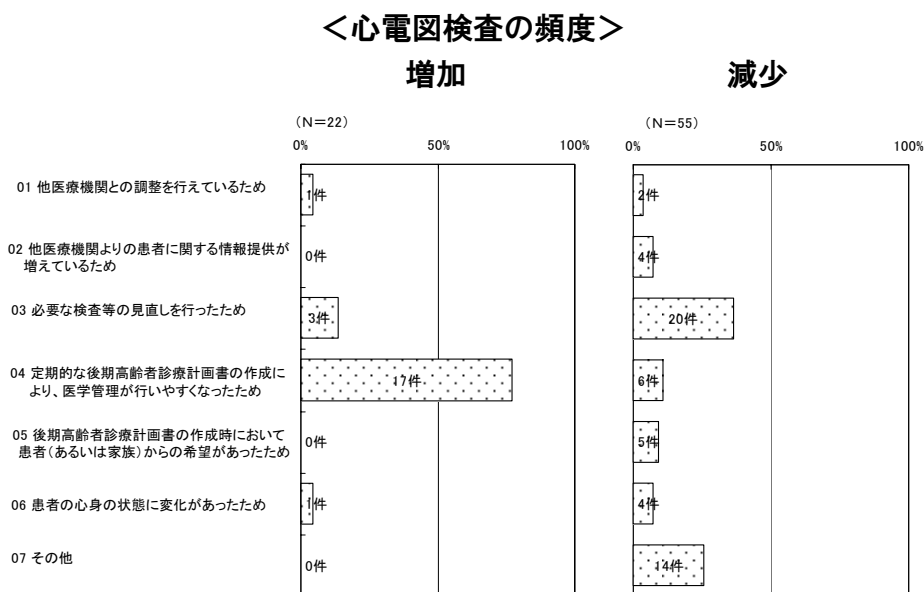 ＜心電図検査の頻度＞
増加 減少
（N＝22） （N＝55）
0% 50% 100% 0% 50% 100%
01 他医療機関との調整を行えているため 1件 2件
02 他医療機関よりの患者に関する情報提供が
増えているため 0件 4件
03 必要な検査等の見直しを行ったため 3件 20件
04 定期的な後期高齢者診療計画書の作成に
より、医学管理が行いやすくなったため 17件 6件
05 後期高齢者診療計画書の作成時において
患者（あるいは家族）からの希望があったため 0件 5件
06 患者の心身の状態に変化があったため 1件 4件
07 その他 0件 14件